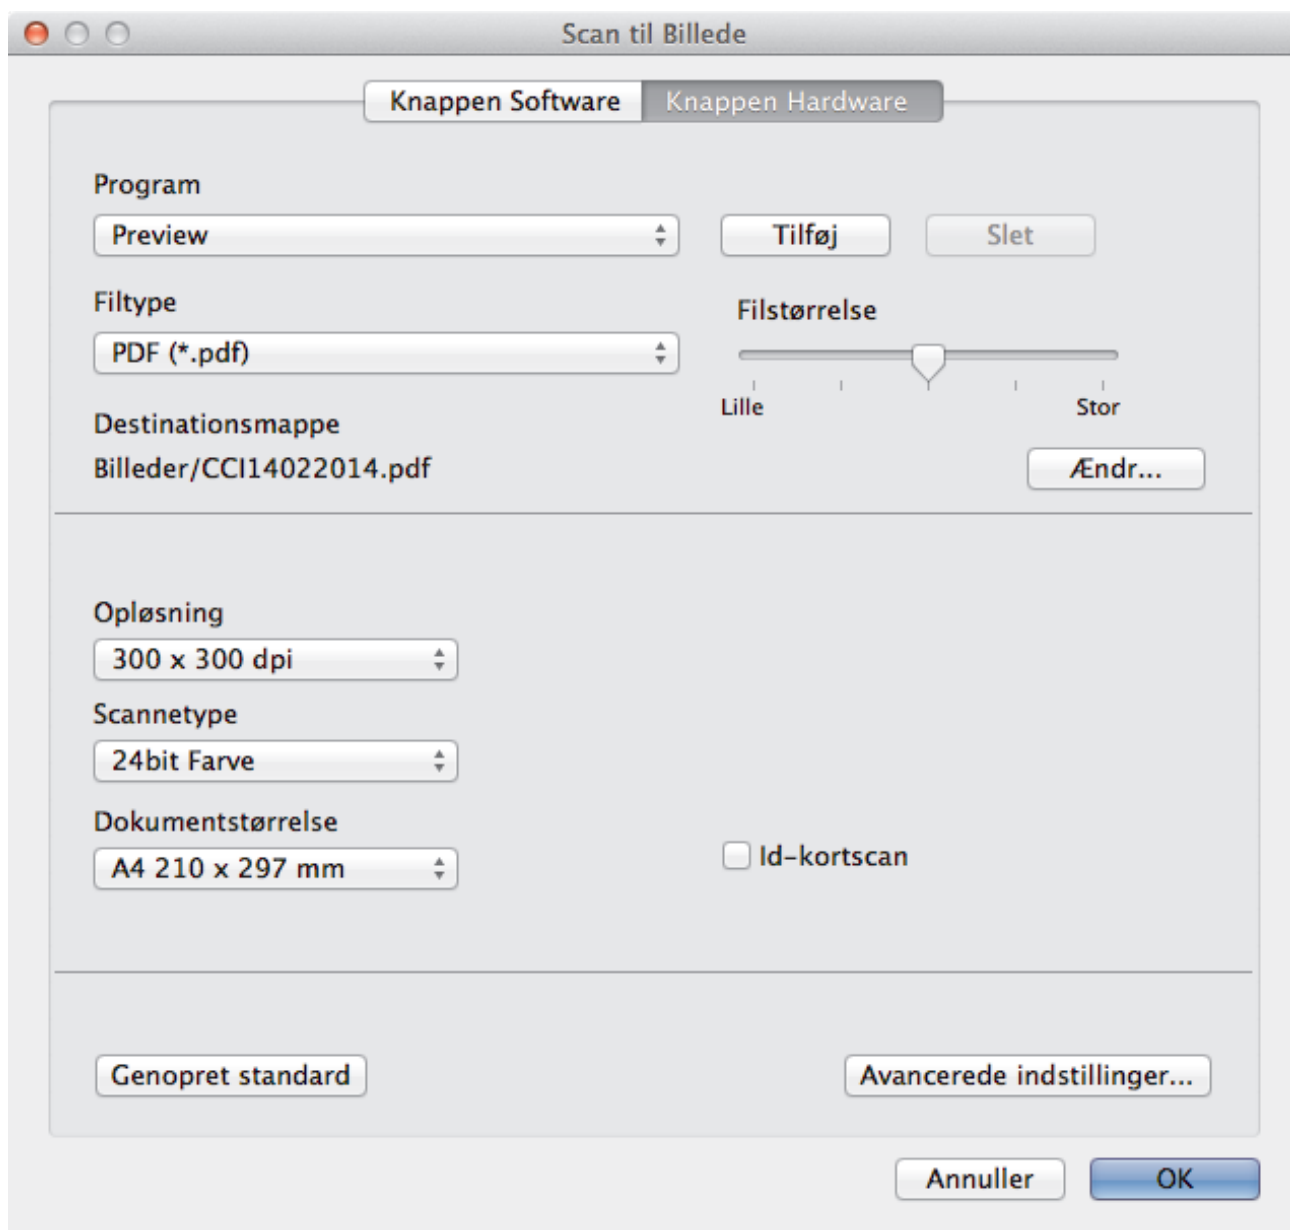 Scan til Billede
Knappen Software Knappen Hardware
Program
Preview Tilføj Slet
Filtype
Filstørrelse
PDF (*.pdf)
Lille Stor
Destinationsmappe
Billeder/CCI14022014.pdf Ændr...
Opløsning
300 x 300 dpi
Scannetype
24bit Farve
Dokumentstørrelse
A4 210 x 297 mm Id-kortscan
Genopret standard Avancerede indstillinger...
Annuller OK